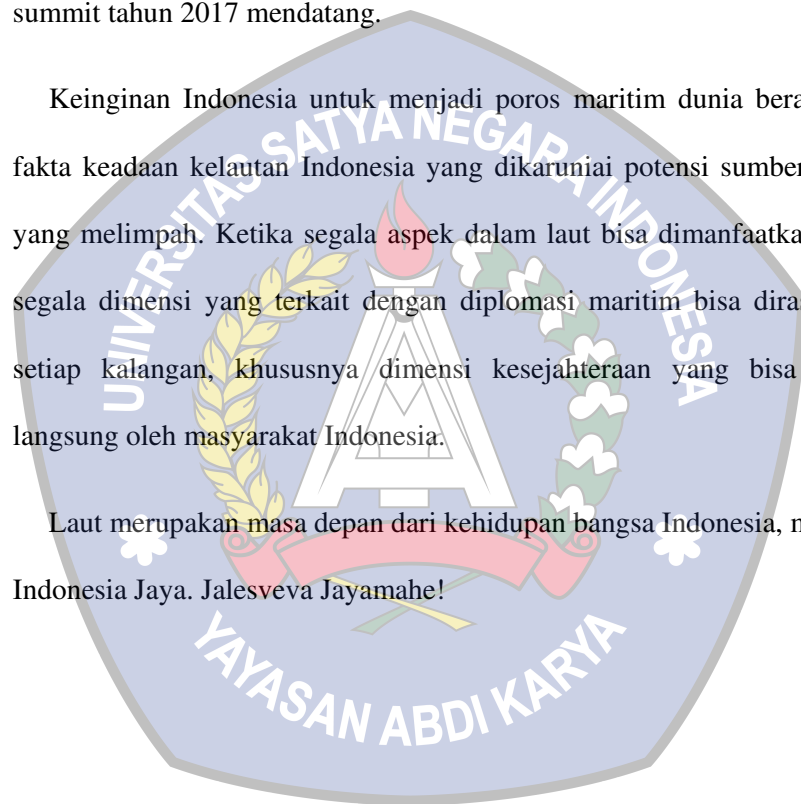 summit tahun 2017 mendatang.
Keinginan Indonesia untuk menjadi poros maritim dunia bera
fakta keadaan kelautan Indonesia yang dikaruniai potensi sumber
yang melimpah. Ketika segala aspek dalam laut bisa dimanfaatka
segala dimensi yang terkait dengan diplomasi maritim bisa diras
setiap kalangan, khususnya dimensi kesejahteraan yang bisa
langsung oleh masyarakat Indonesia.
Laut merupakan masa depan dari kehidupan bangsa Indonesia, m
Indonesia Jaya. Jalesveva Jayamahe!
UNIVERSITAS SATYA NEGARA INDONESIA
YAYASAN ABDI KARYA